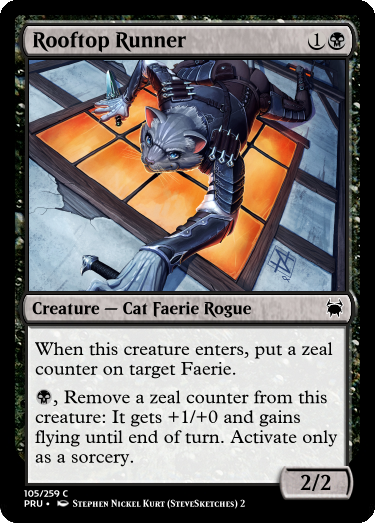 Rooftop Runner 1
Creature — Cat Faerie Rogue
When this creature enters, put a zeal
counter on target Faerie.
, Remove a zeal counter from this
creature: It gets +1/+0 and gains
flying until end of turn. Activate only
as a sorcery.
2/2
105/259 C
PRU • Stephen Nickel Kurt (SteveSketches) 2